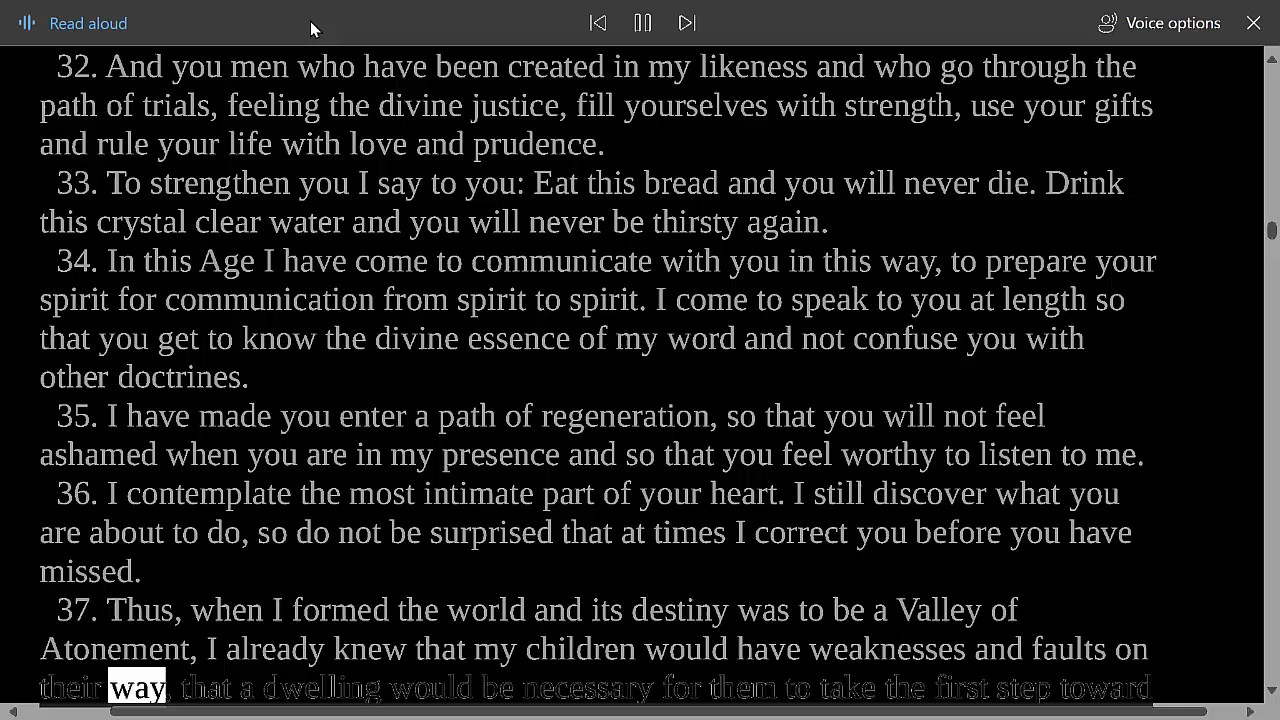 Read aloud
Voice options
32. And you men who have been created in my likeness and who go through the
path of trials, feeling the divine justice, fill yourselves with strength, use your gifts
and rule your life with love and prudence.
33. To strengthen you I say to you: Eat this bread and you will never die. Drink
this crystal clear water and you will never be thirsty again.
34. In this Age I have come to communicate with you in this way, to prepare your
spirit for communication from spirit to spirit. I come to speak to you at length so
that you get to know the divine essence of my word and not confuse you with
other doctrines.
35. I have made you enter a path of regeneration, so that you will not feel
ashamed when you are in my presence and so that you feel worthy to listen to me.
36. I contemplate the most intimate part of your heart. I still discover what you
are about to do, so do not be surprised that at times I correct you before you have
missed.
37. Thus, when I formed the world and its destiny was to be a Valley of
Atonement, I already knew that my children would have weaknesses and faults on
their way, that a dwelling would be necessary for them to take the first step toward